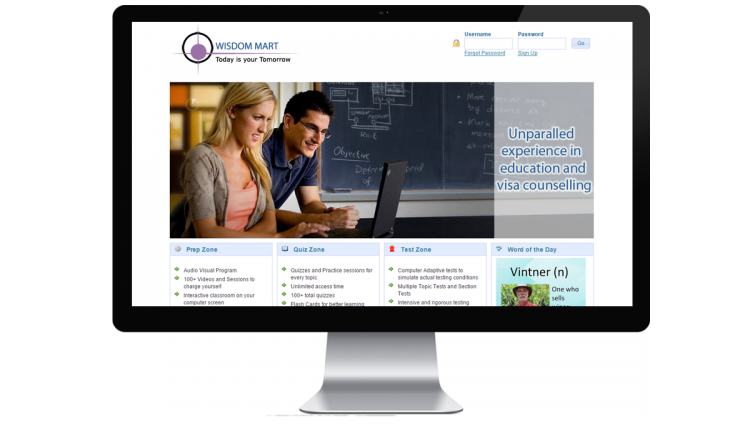 WISDOM MART
Today is your Tomorrow
Username
Password
Go
Forgot Password
Sign Up
Objective
Unparalled
experience in
education and
visa counselling
Prep Zone
Audio Visual Program
100+ Videos and Sessions to
charge yourself
Interactive classroom on your
computer screen
Quiz Zone
Quizzes and Practice sessions for
every topic
Unlimited access time
100+ total quizzes
Flash Cards for better learning
Test Zone
Computer Adaptive tests to
simulate actual testing conditions
Multiple Topic Tests and Section
Tests
Intensive and rigorous testing
Word of the Day
Vintner (n)
One who
sells